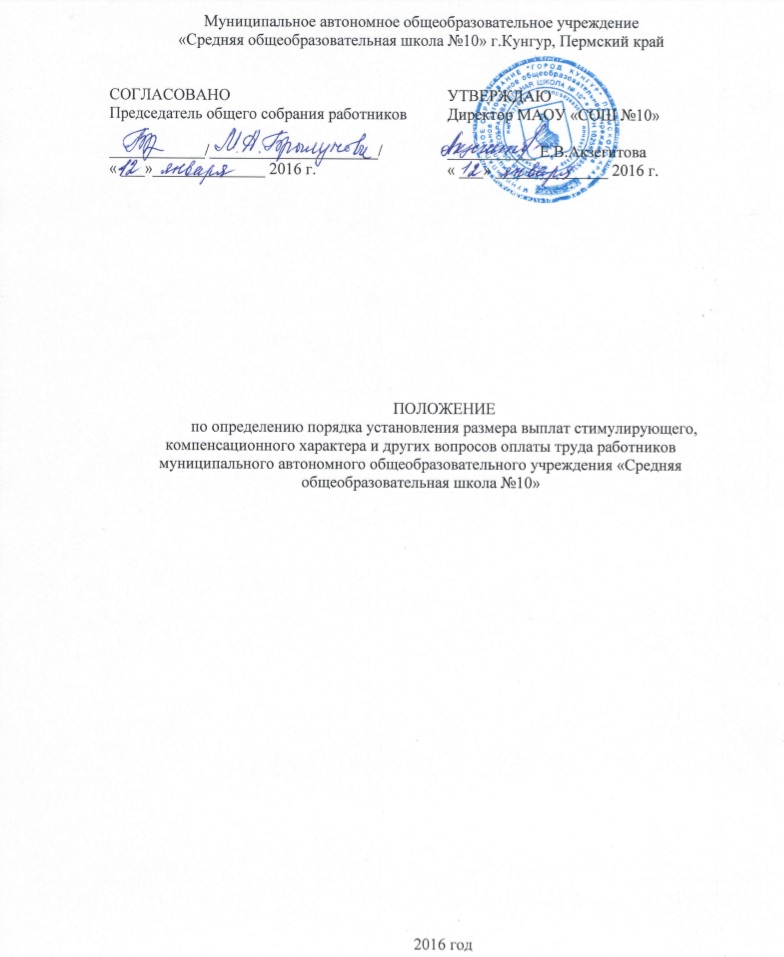 Муниципальное автономное общеобразовательное учреждение
«Средняя общеобразовательная школа №10» г.Кунгур, Пермский край
СОГЛАСОВАНО
Председатель общего собрания работников
/ М.А. /
«12» января 2016 г.
УТВЕРЖДАЮ
Директор МАОУ «СОШ №10»
Е.В.Акзегитова
«12» января 2016 г.
ПОЛОЖЕНИЕ
по определению порядка установления размера выплат стимулирующего,
компенсационного характера и других вопросов оплаты труда работников
муниципального автономного общеобразовательного учреждения «Средняя
общеобразовательная школа №10»
2016 год